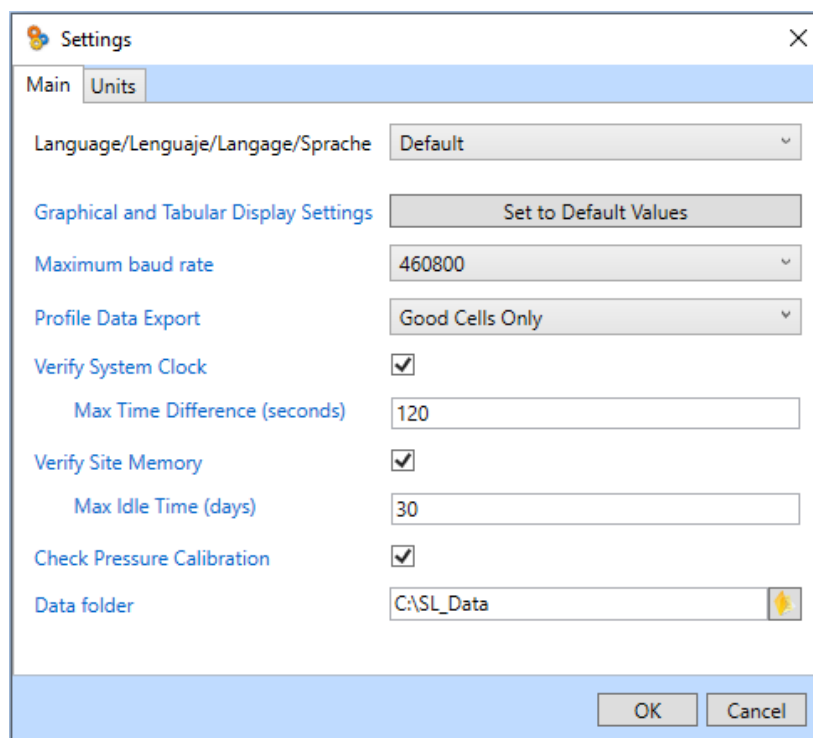 Settings
Main Units
Language/Lenguaje/Langage/Sprache Default
Graphical and Tabular Display Settings Set to Default Values
Maximum baud rate 460800
Profile Data Export Good Cells Only
Verify System Clock
Max Time Difference (seconds) 120
Verify Site Memory
Max Idle Time (days) 30
Check Pressure Calibration
Data folder C:\SL_Data
OK Cancel